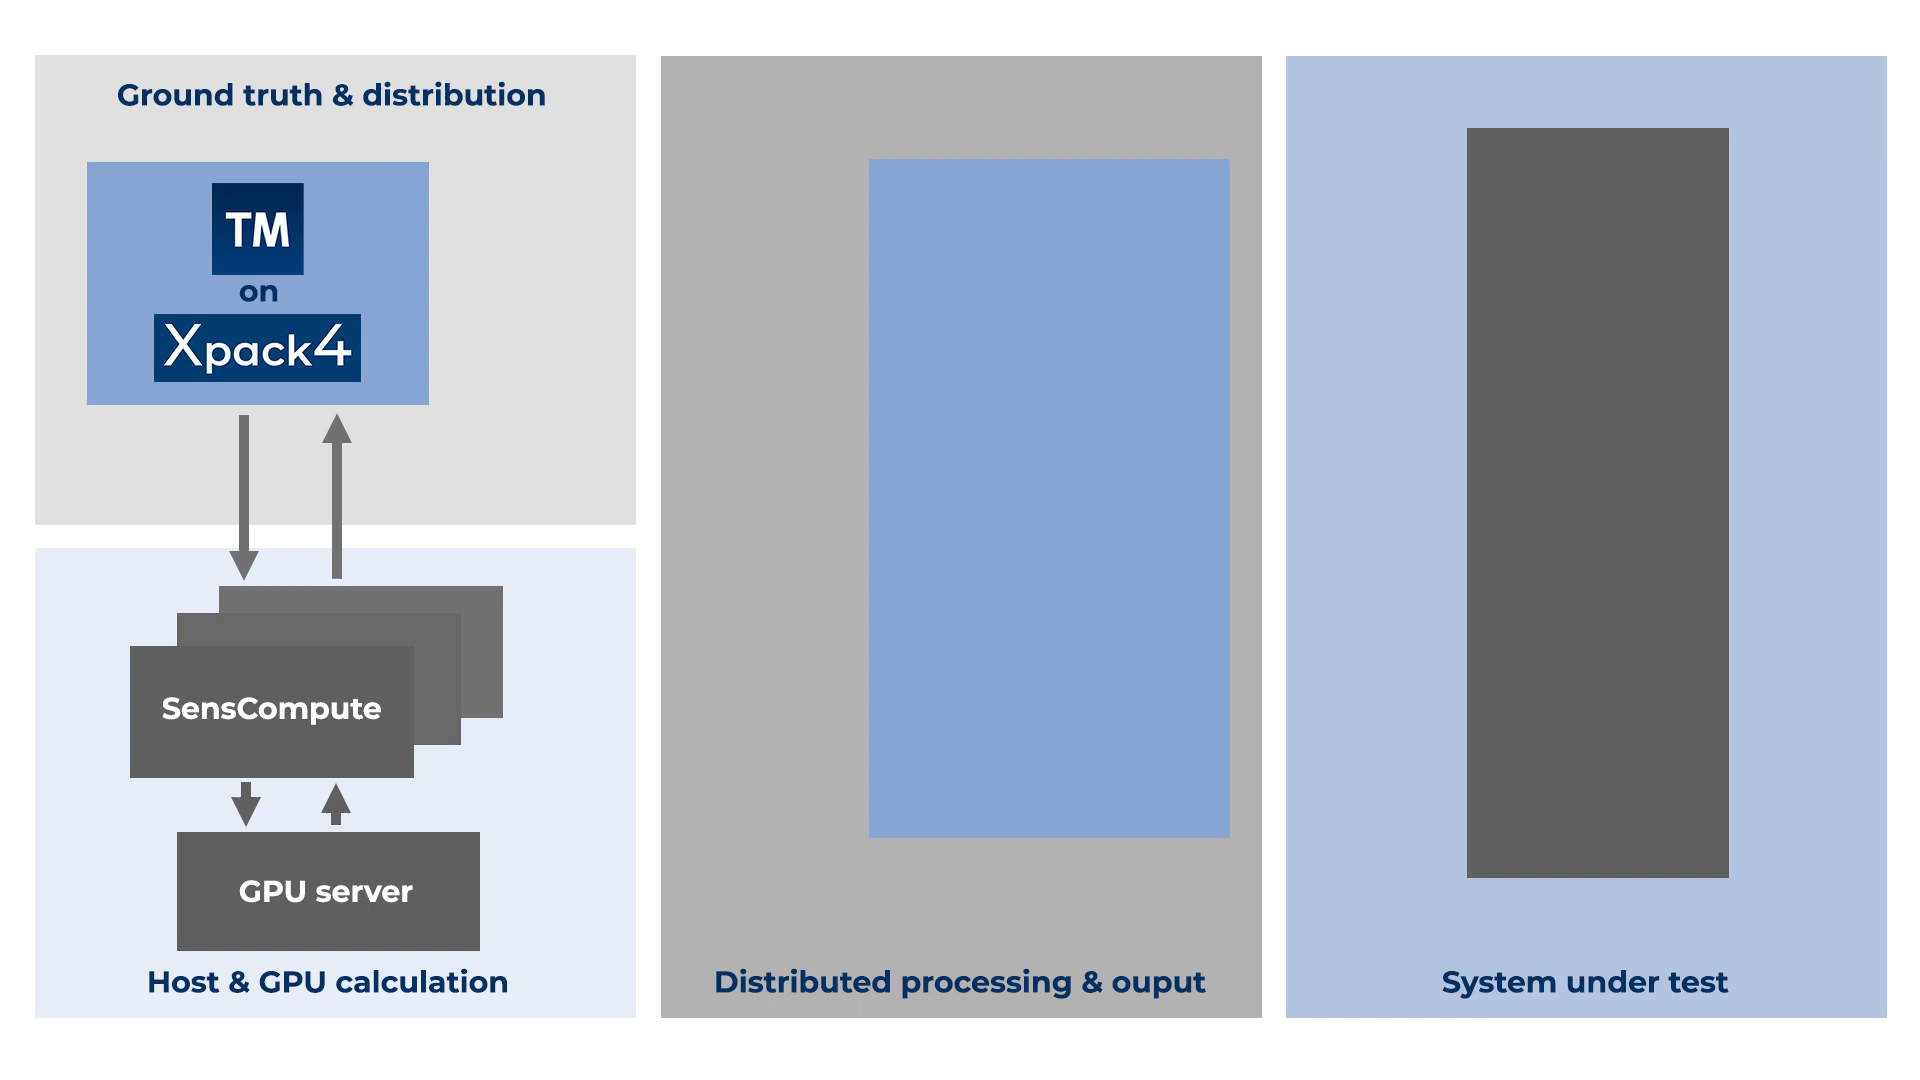 Ground truth & distribution
TM
on
Xpack4
SensCompute
GPU server
Host & GPU calculation
Distributed processing & ouput
System under test